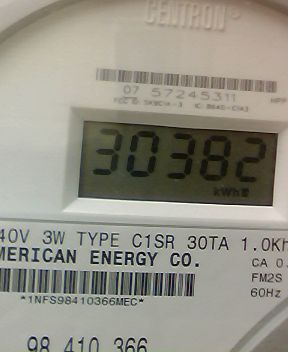 CENTRON®
07 57245311
30382
kWh
40V 3W TYPE C1SR 30TA 1.0Kh
MERICAN ENERGY CO.
CA 0.
FM2S
*1NFS98410366MEC*
60Hz
98 410 366